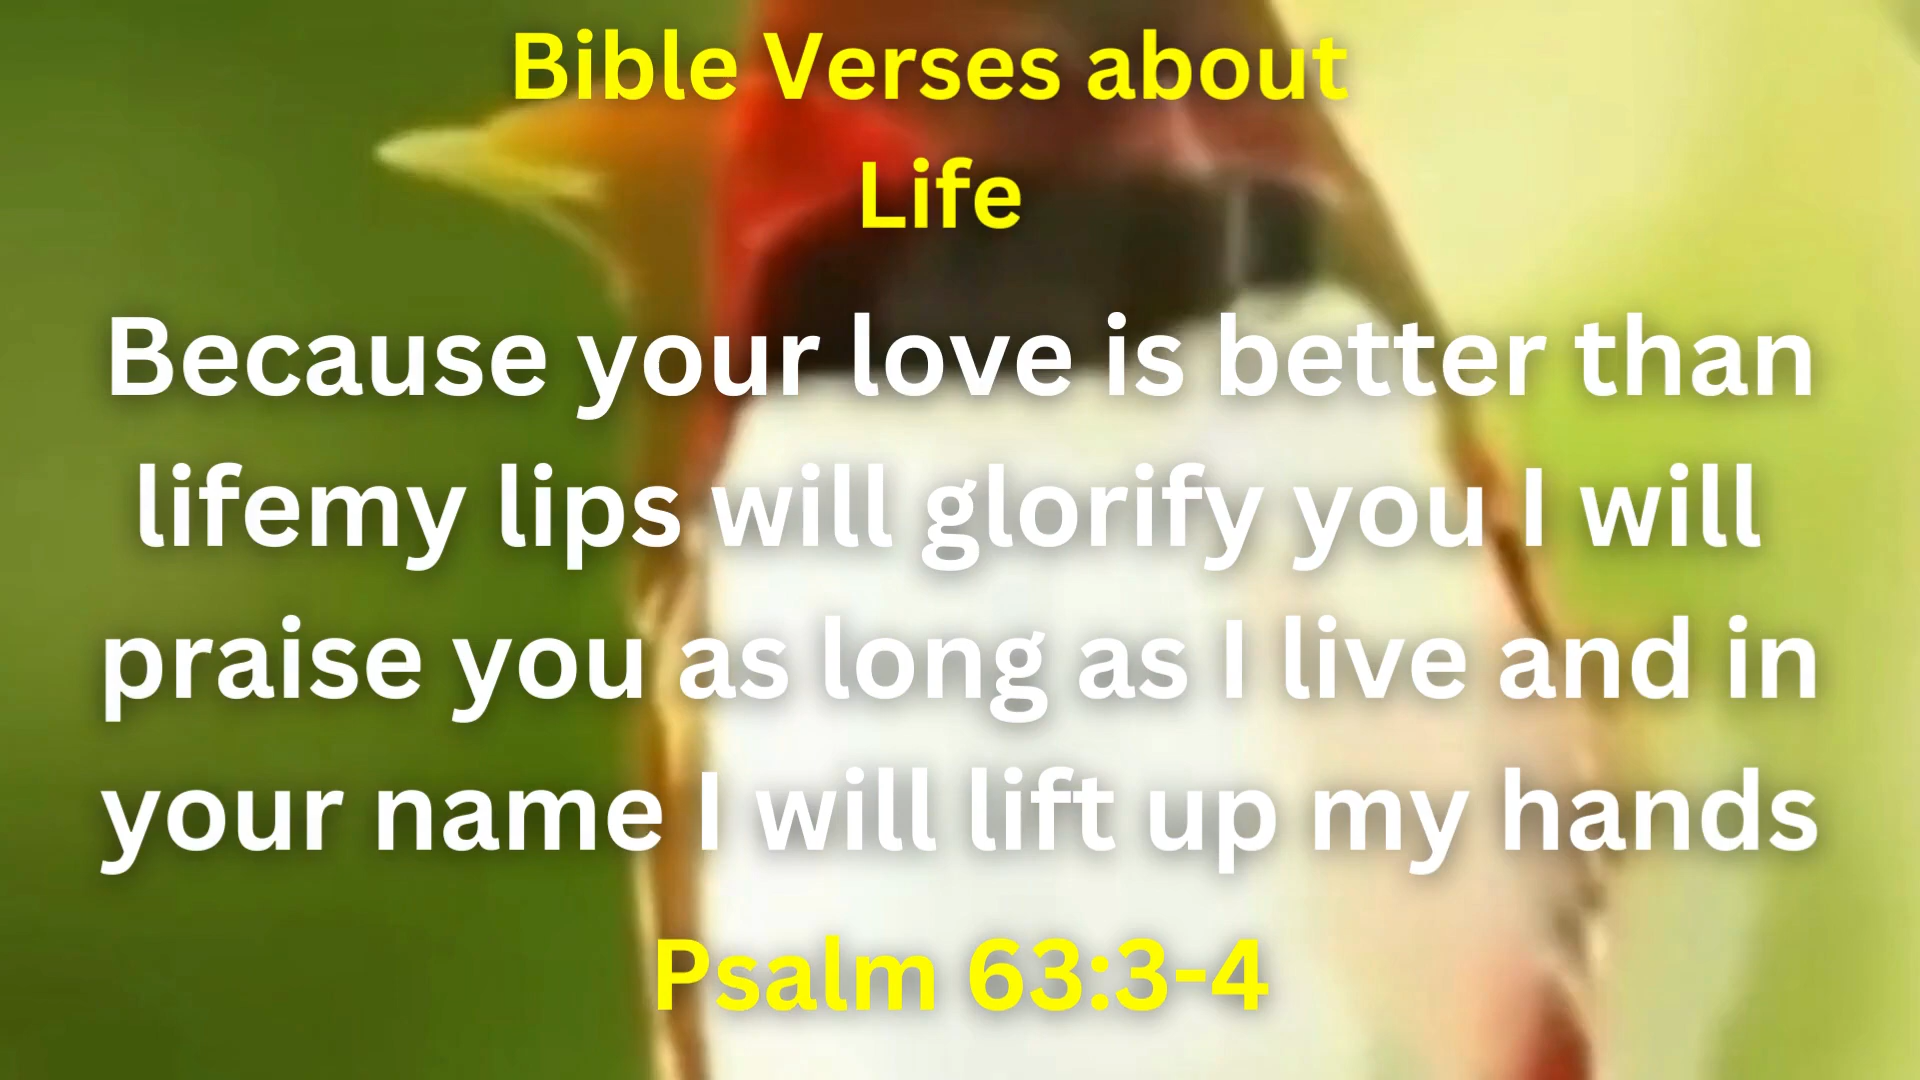 Bible Verses about
Life
Because your love is better than
lifemy lips will glorify you I will
praise you as long as I live and in
your name I will lift up my hands
Psalm 63:3-4